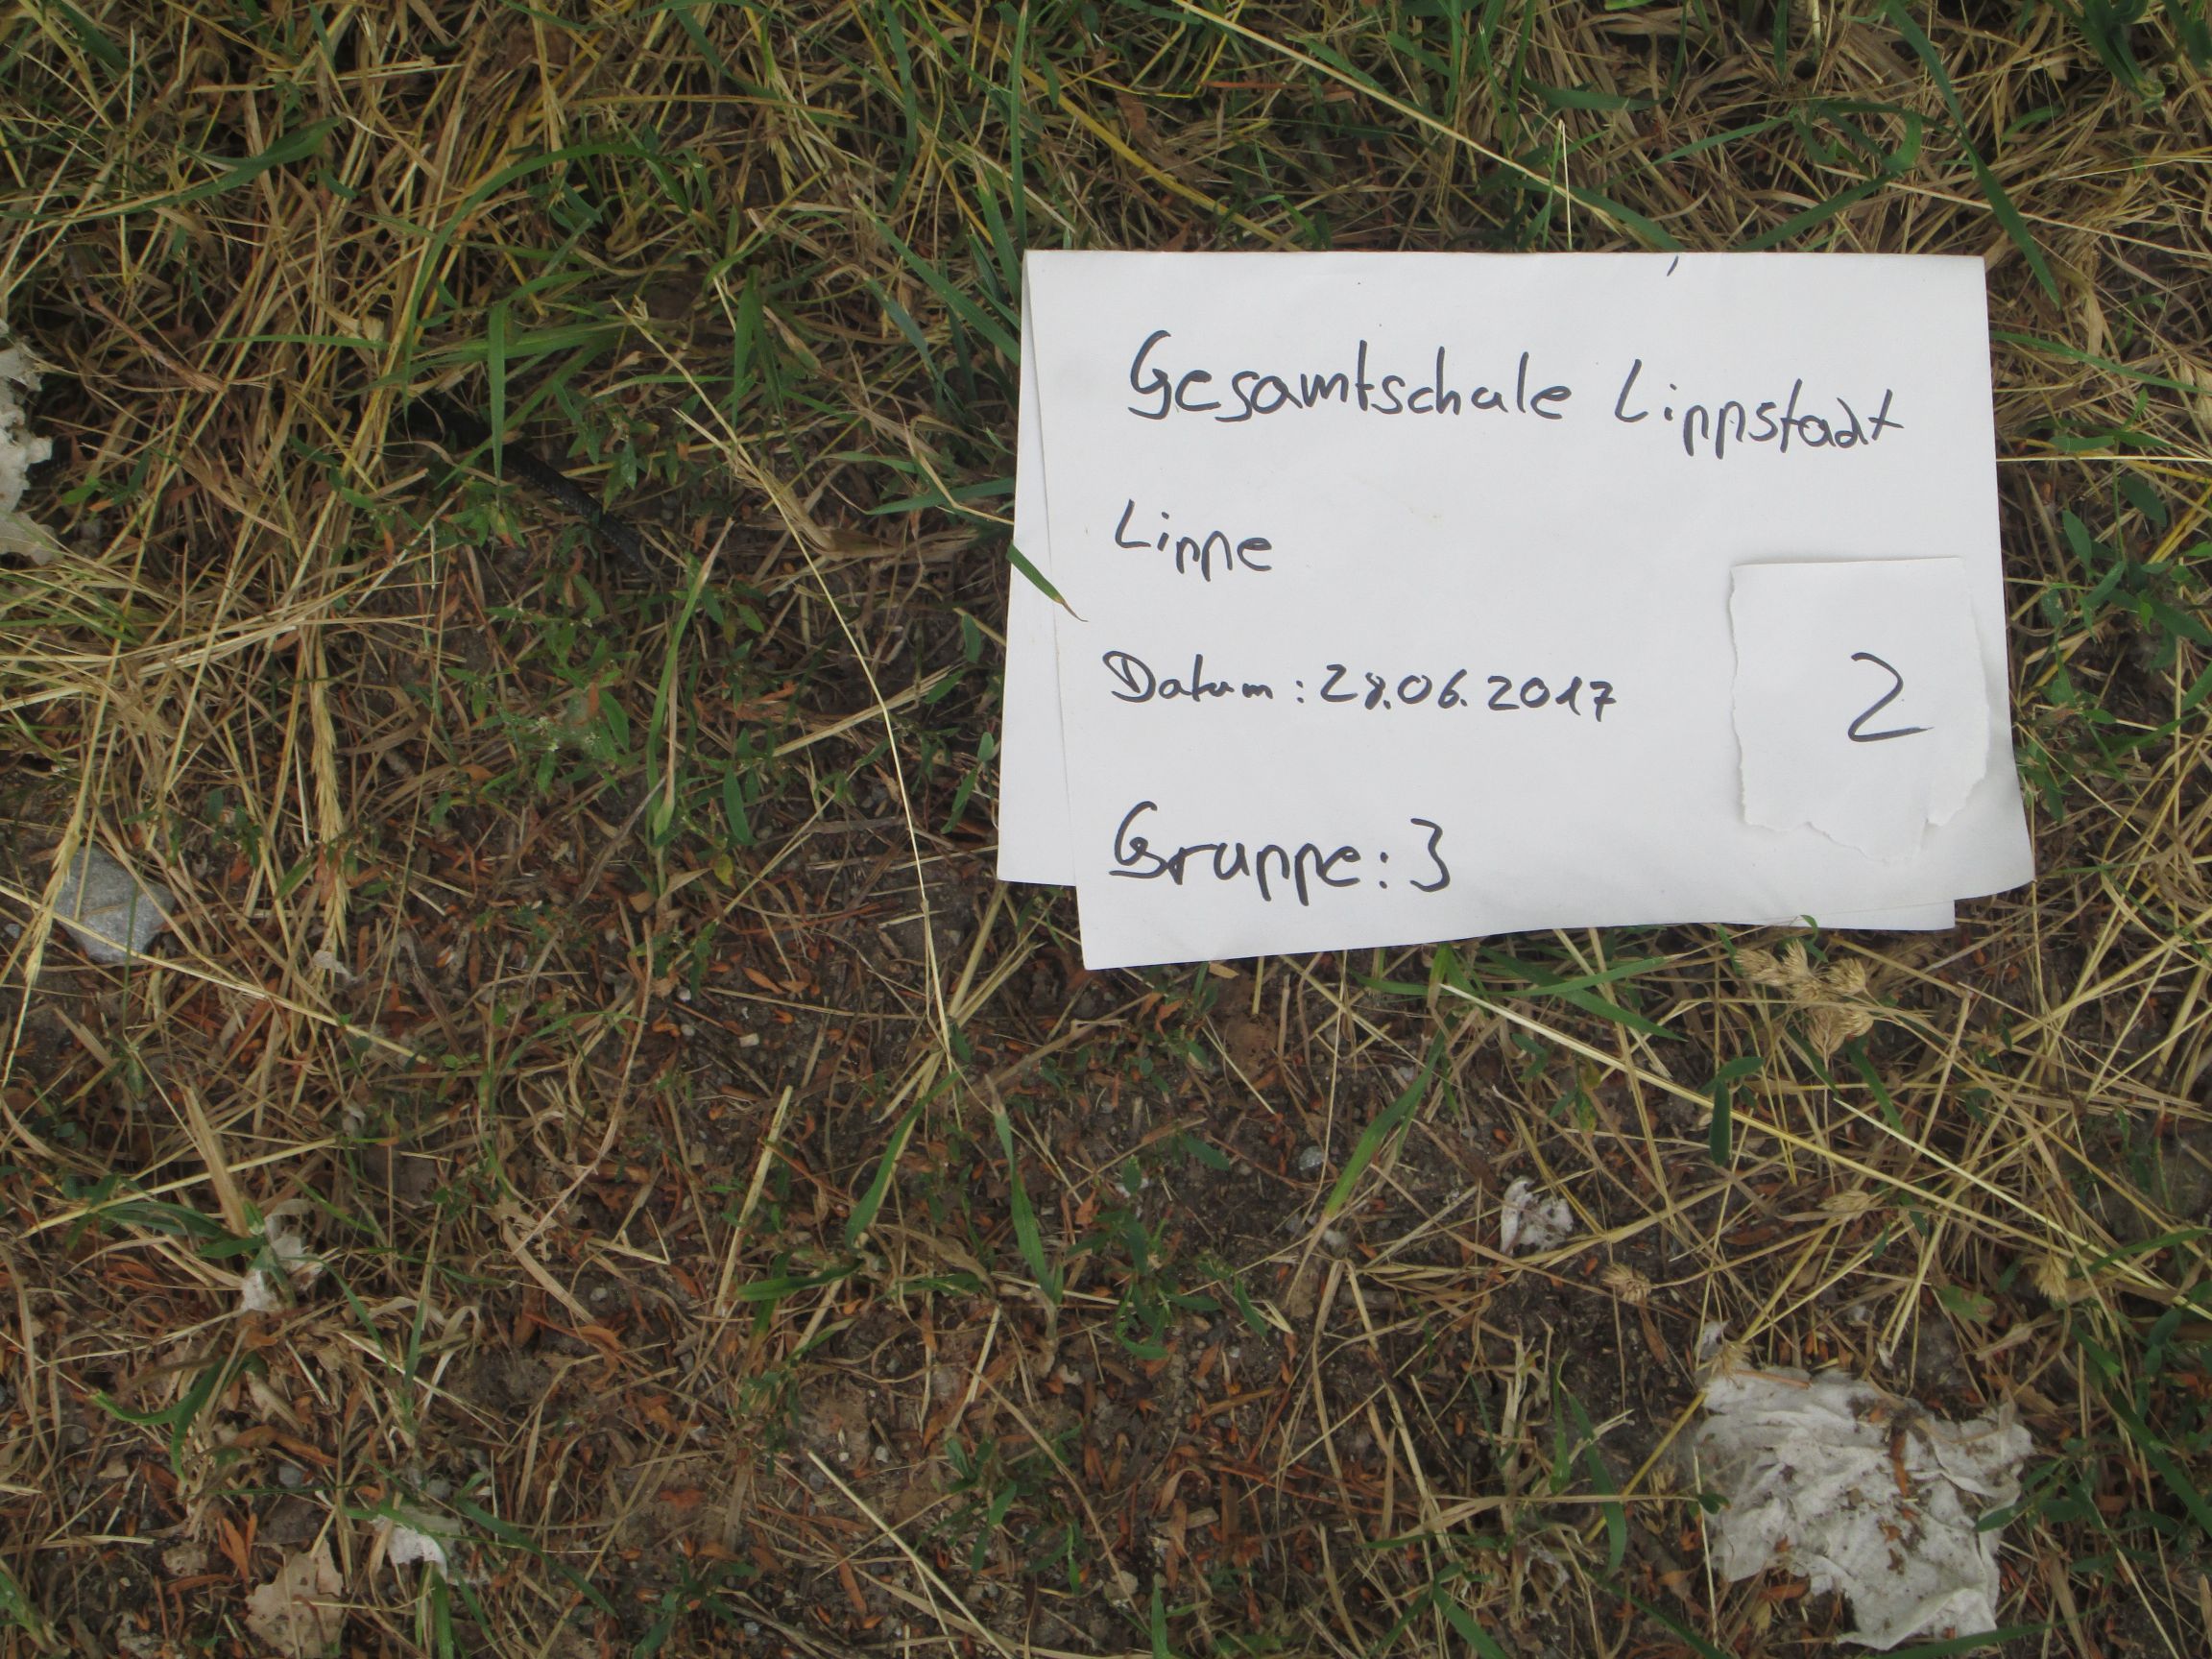 Gesamtschule Lippstadt
Lippe
Datum: 28.06.2017
2
Gruppe: 3